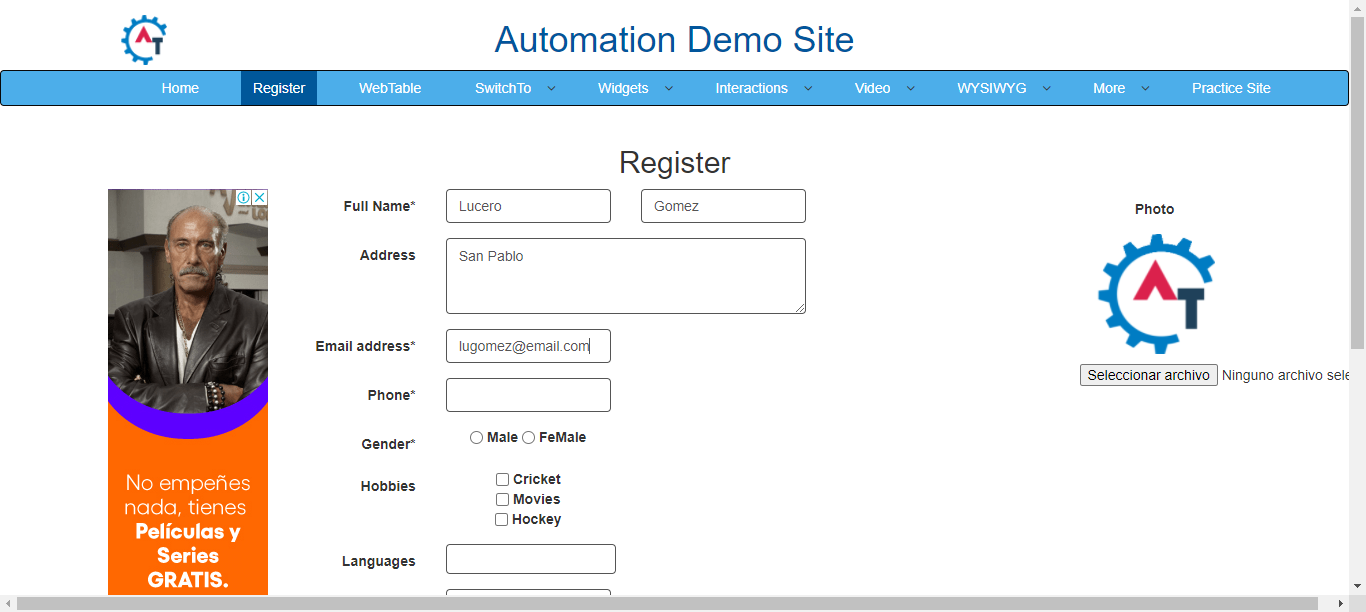 AT
Automation Demo Site
Home Register WebTable SwitchTo Widgets Interactions Video WYSIWYG More Practice Site
Register
Full Name* Lucero Gomez
Photo
Address San Pablo
AT
Email address* lugomez@email.com
Seleccionar archivo Ninguno archivo sele
Phone*
Gender* Male FeMale
Hobbies Cricket
Movies
Hockey
Languages
No empeñes
nada, tienes
Películas y
Series
GRATIS.